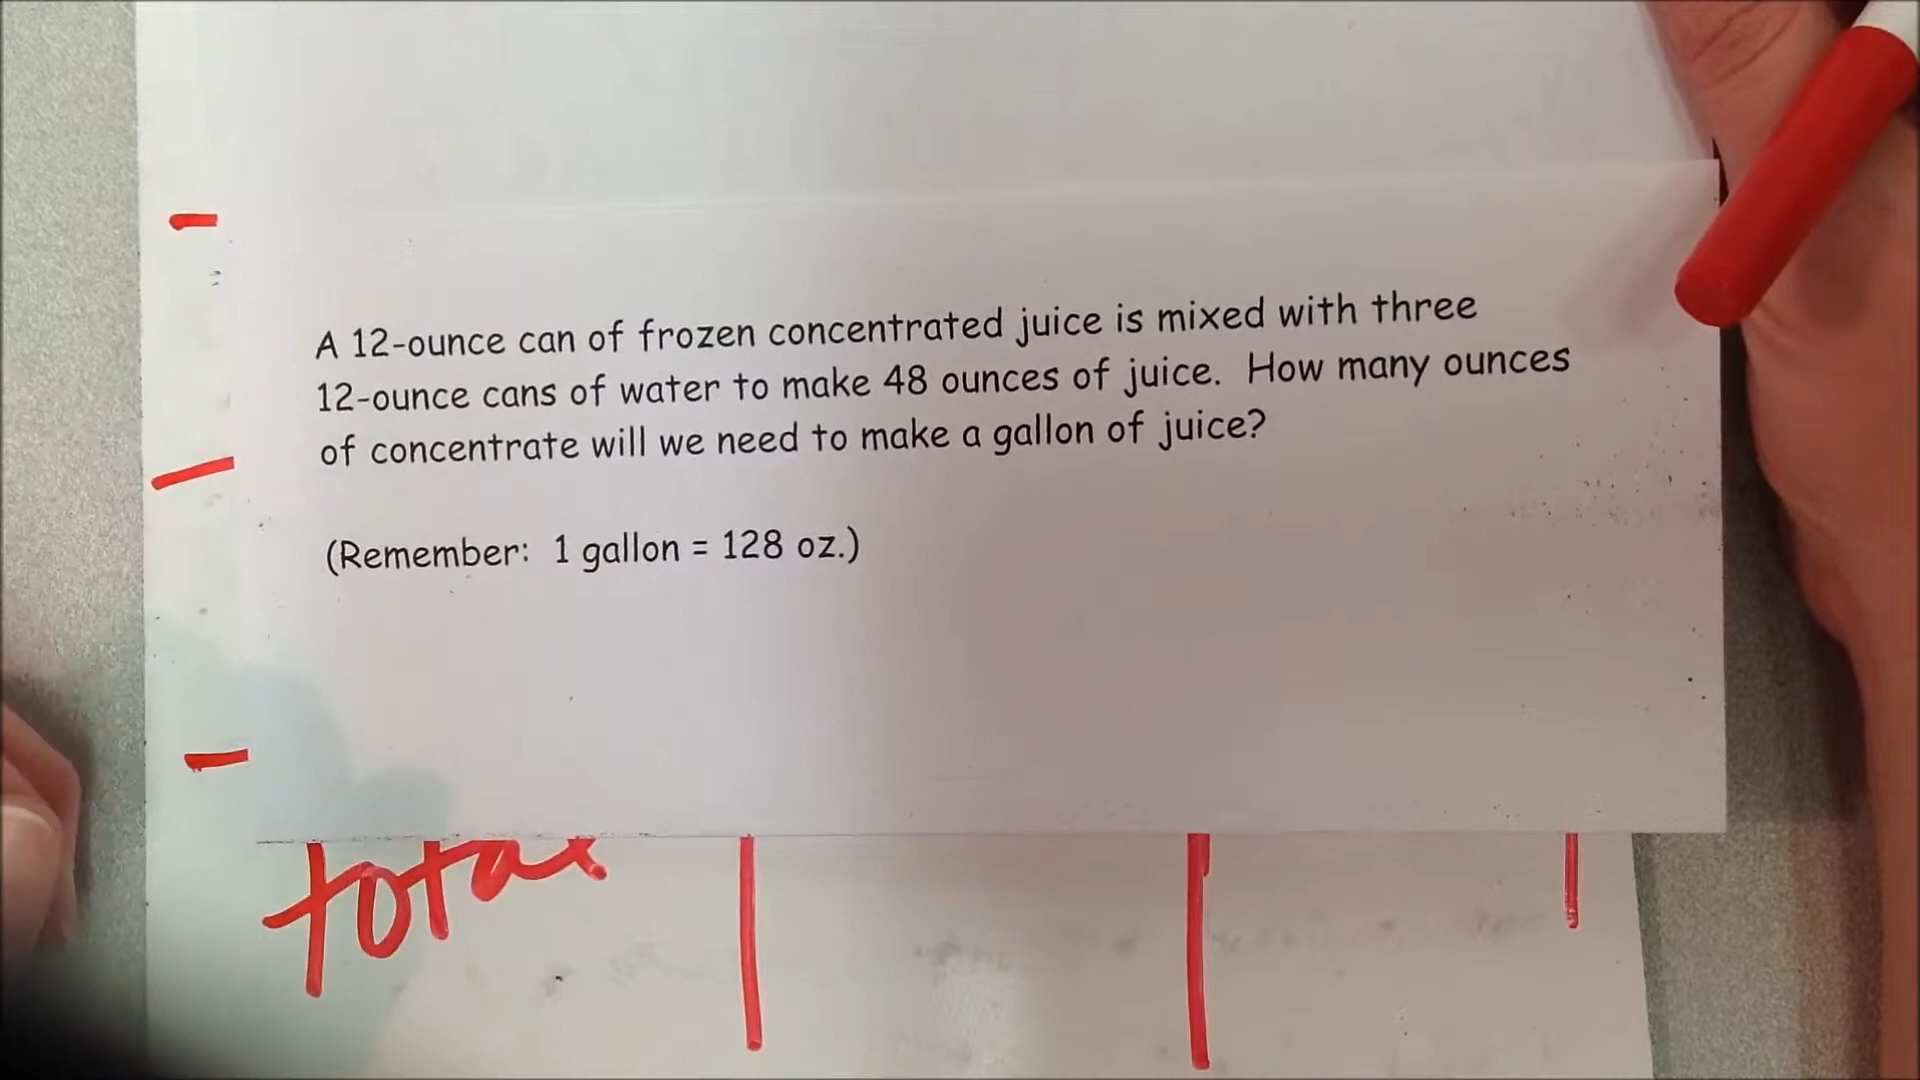 A 12-ounce can of frozen concentrated juice is mixed with three
12-ounce cans of water to make 48 ounces of juice. How many ounces
of concentrate will we need to make a gallon of juice?
(Remember: 1 gallon = 128 oz.)
total